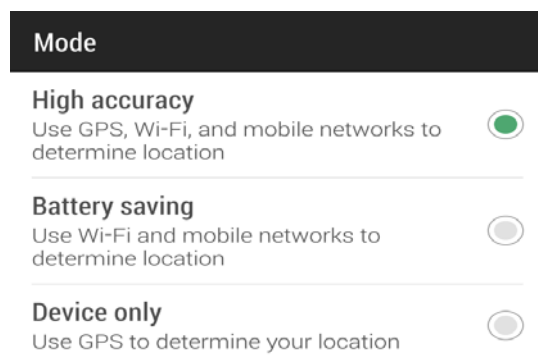 Mode
High accuracy
Use GPS, Wi-Fi, and mobile networks to
determine location
Battery saving
Use Wi-Fi and mobile networks to
determine location
Device only
Use GPS to determine your location